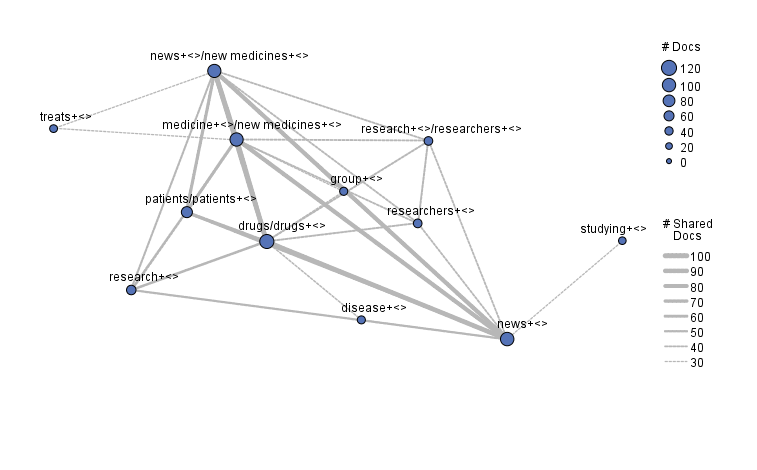 news+<>/new medicines+<>
treats+<>
medicine+<>/new medicines+<>
research+<>/researchers+<>
group+<>
patients/patients+<>
researchers+<>
drugs/drugs+<>
studying+<>
research+<>
disease+<>
news+<>
# Docs
120
100
80
60
40
20
0
# Shared
Docs
100
90
80
70
60
50
40
30